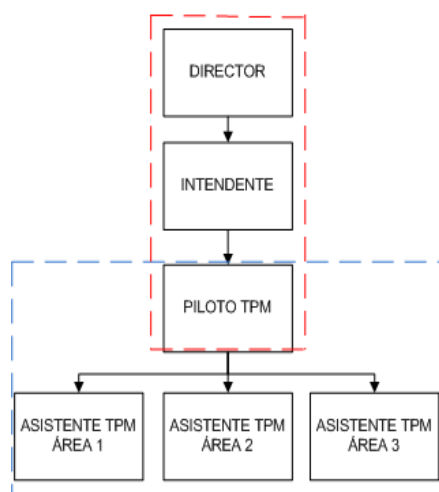 DIRECTOR
INTENDENTE
PILOTO TPM
ASISTENTE TPM
ÁREA 1
ASISTENTE TPM
ÁREA 2
ASISTENTE TPM
ÁREA 3